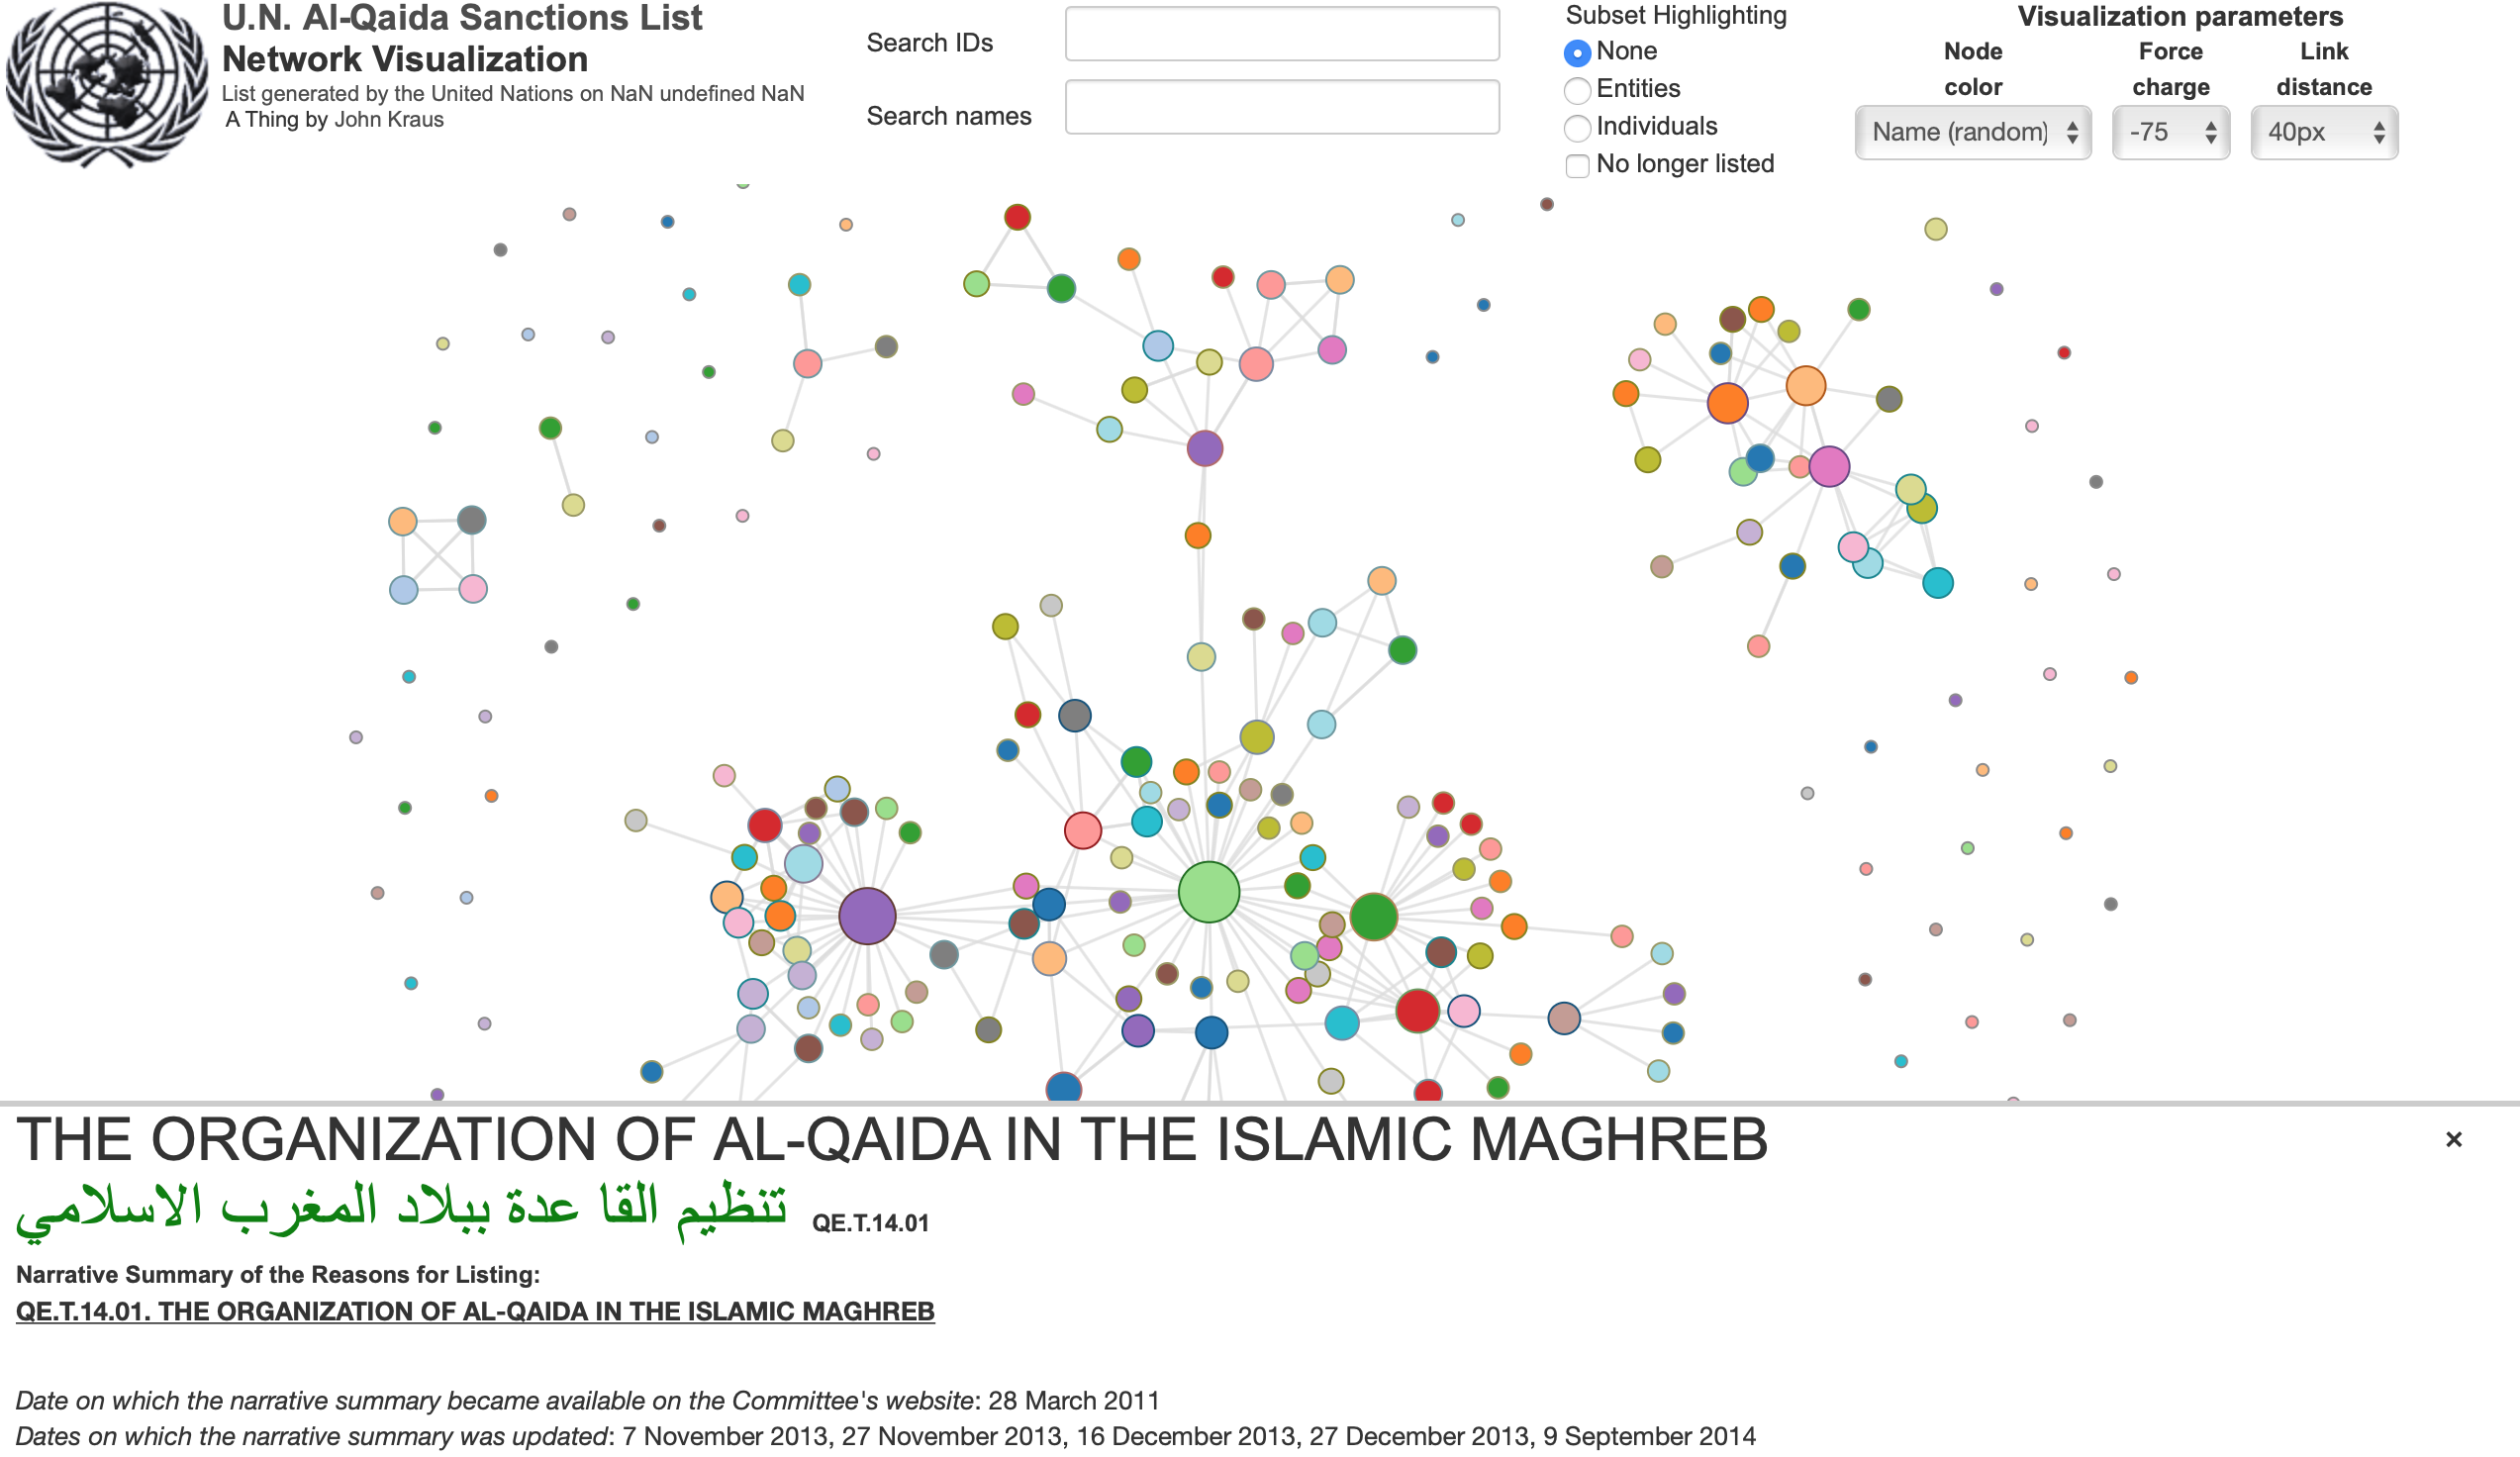 U.N. Al-Qaida Sanctions List
Network Visualization
List generated by the United Nations on NaN undefined NaN
A Thing by John Kraus
Search IDs
Search names
Subset Highlighting
None
Entities
Individuals
No longer listed
Visualization parameters
Node color
Force charge
Link distance
Name (random)
-75
40px
THE ORGANIZATION OF AL-QAIDA IN THE ISLAMIC MAGHREB
×
تنظيم القا عدة ببلاد المغرب الاسلامي QE.T.14.01
Narrative Summary of the Reasons for Listing:
QE.T.14.01. THE ORGANIZATION OF AL-QAIDA IN THE ISLAMIC MAGHREB
Date on which the narrative summary became available on the Committee's website: 28 March 2011
Dates on which the narrative summary was updated: 7 November 2013, 27 November 2013, 16 December 2013, 27 December 2013, 9 September 2014